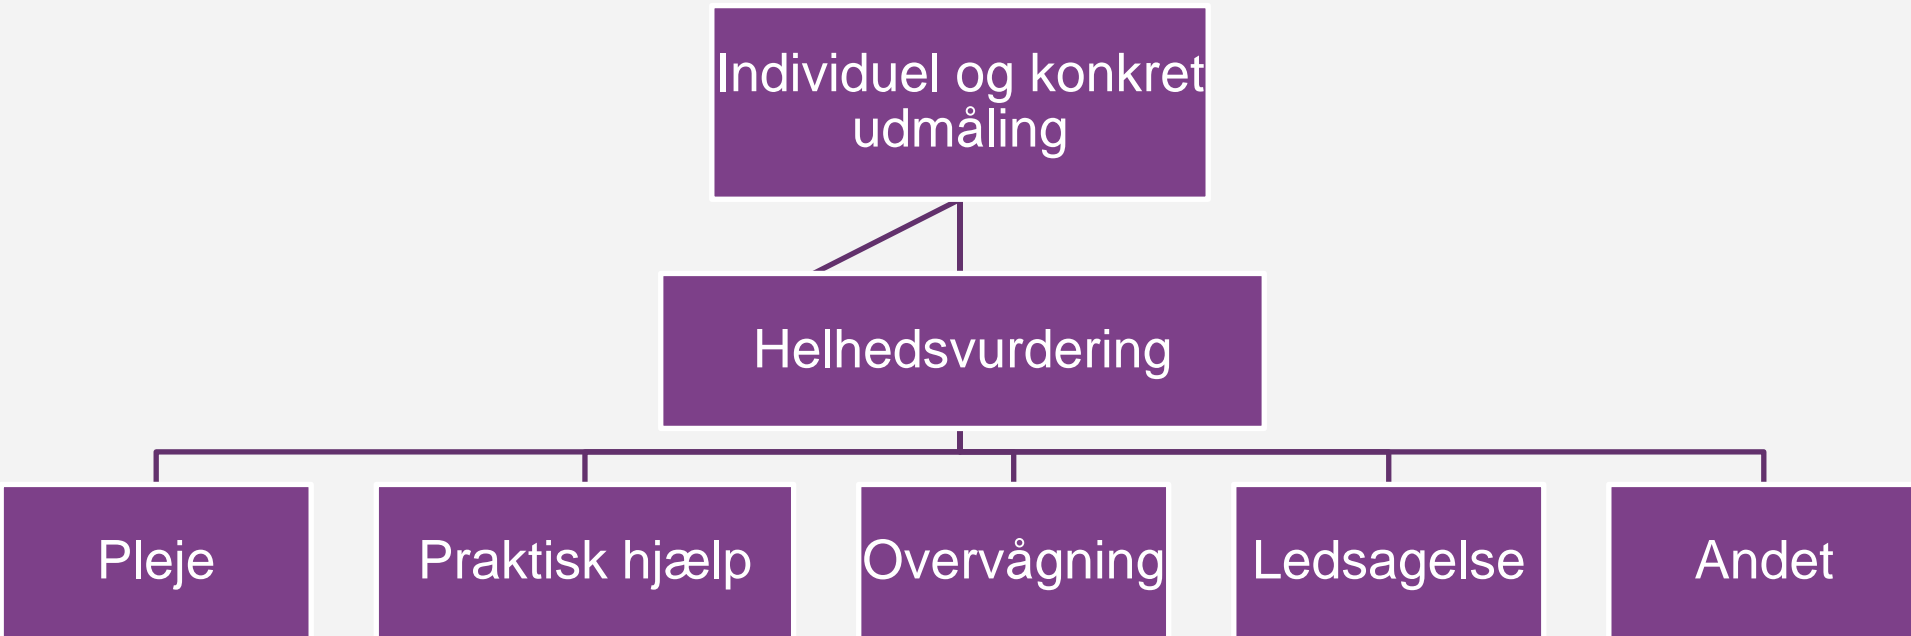 Individuel og konkret
udmåling
Helhedsvurdering
Pleje
Praktisk hjælp
Overvågning
Ledsagelse
Andet